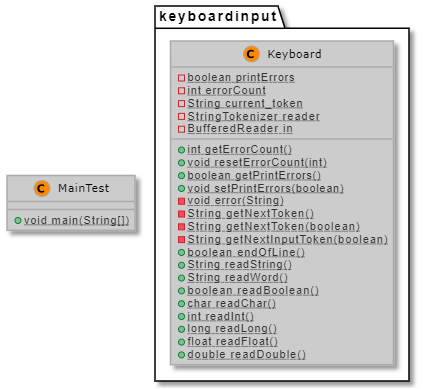 keyboardinput
C Keyboard
boolean printErrors
int errorCount
String current_token
StringTokenizer reader
BufferedReader in
int getErrorCount()
void resetErrorCount(int)
boolean getPrintErrors()
void setPrintErrors(boolean)
void error(String)
String getNextToken()
String getNextToken(boolean)
String getNextInputToken(boolean)
boolean endOfLine()
String readString()
String readWord()
boolean readBoolean()
char readChar()
int readInt()
long readLong()
float readFloat()
double readDouble()
C MainTest
void main(String[])